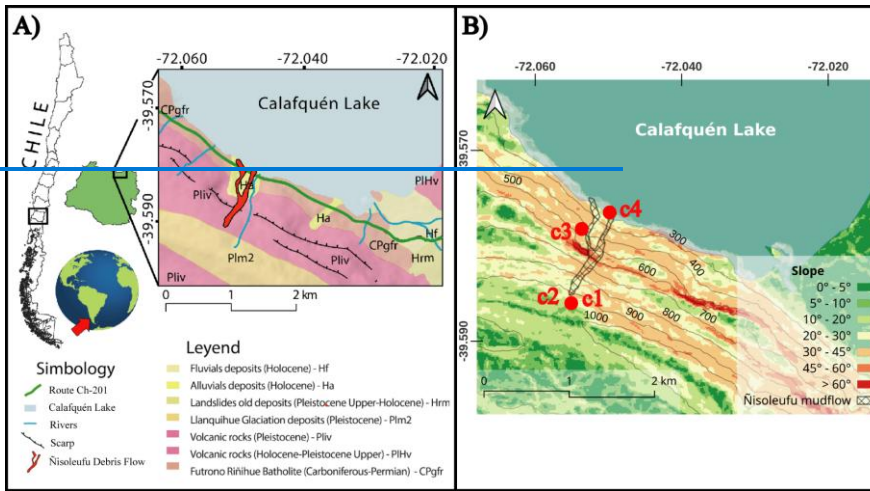 A)
-72.060
-72.040
-72.020
-39.570
-39.590
CHILE
Calafquén Lake
CPgfr
Ha
Pliv
PlHv
Ha
Hf
CPgfr
Hrm
Plm2
Pliv
Pliv
0 1 2 km
Simbology
Route Ch-201
Calafquén Lake
Rivers
Scarp
Ñisoleufu Debris Flow
Leyend
Fluvials deposits (Holocene) - Hf
Alluvials deposits (Holocene) - Ha
Landslides old deposits (Pleistocene Upper-Holocene) - Hrm
Llanquihue Glaciation deposits (Pleistocene) - Plm2
Volcanic rocks (Pleistocene) - Pliv
Volcanic rocks (Holocene-Pleistocene Upper) - PlHv
Futrono Riñihue Batholite (Carboniferous-Permian) - CPgfr
B)
-72.060
-72.040
-72.020
-39.570
-39.590
Calafquén Lake
500
c4
c3
300
400
600
700
c2 c1
1000
900
800
0 1 2 km
Slope
0° - 5°
5° - 10°
10° - 20°
20° - 30°
30° - 45°
45° - 60°
> 60°
Ñisoleufu mudflow